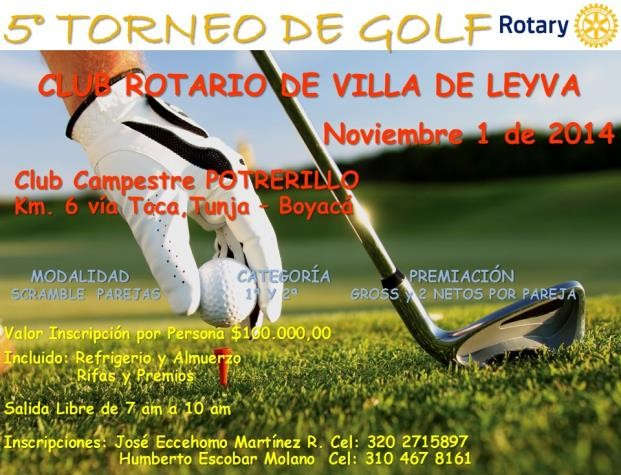 5º TORNEO DE GOLF Rotary
CLUB ROTARIO DE VILLA DE LEYVA
Noviembre 1 de 2014
Club Campestre POTRERILLO
Km. 6 vía Toca,Tunja - Boyacá
MODALIDAD CATEGORÍA PREMIACIÓN
SCRAMBLE PAREJAS 1ª Y 2ª GROSS y 2 NETOS POR PAREJA
Valor Inscripción por Persona $100.000,00
Incluido: Refrigerio y Almuerzo
Rifas y Premios
Salida Libre de 7 am a 10 am
Inscripciones: José Eccehomo Martínez R. Cel: 320 2715897
Humberto Escobar Molano Cel: 310 467 8161